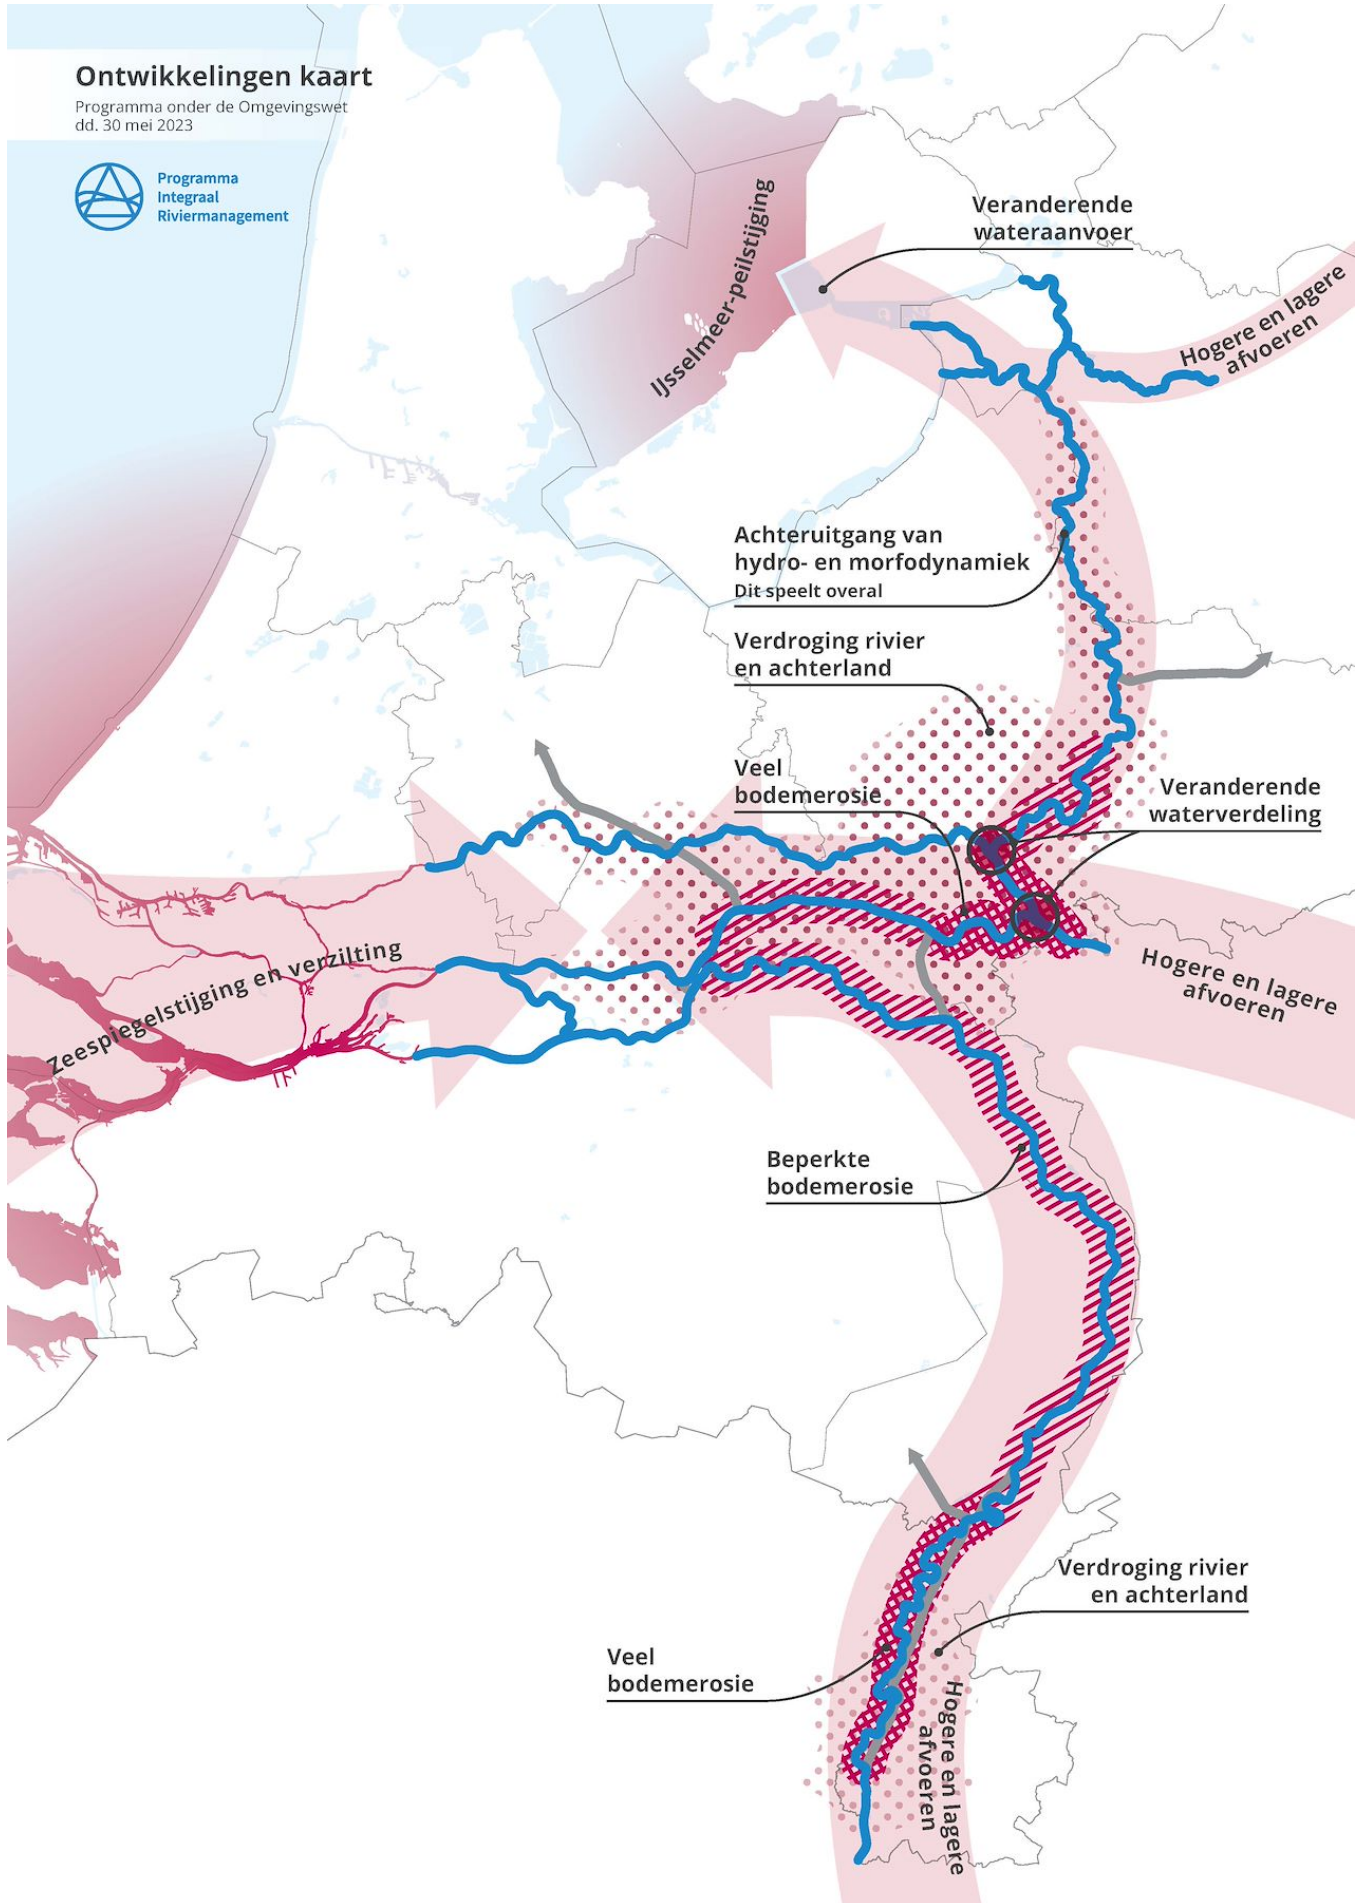 Ontwikkelingen kaart
Programma onder de Omgevingswet
dd. 30 mei 2023
Programma
Integraal
Riviermanagement
IJsselmeer-peilstijging
Veranderende
wateraanvoer
Hogere en lagere
afvoeren
Achteruitgang van
hydro- en morfodynamiek
Dit speelt overal
Verdroging rivier
en achterland
Veel
bodemerosie
Veranderende
waterverdeling
Zeespiegelstijging en verzilting
Hogere en lagere
afvoeren
Beperkte
bodemerosie
Verdroging rivier
en achterland
Veel
bodemerosie
Hogere en lagere
afvoeren